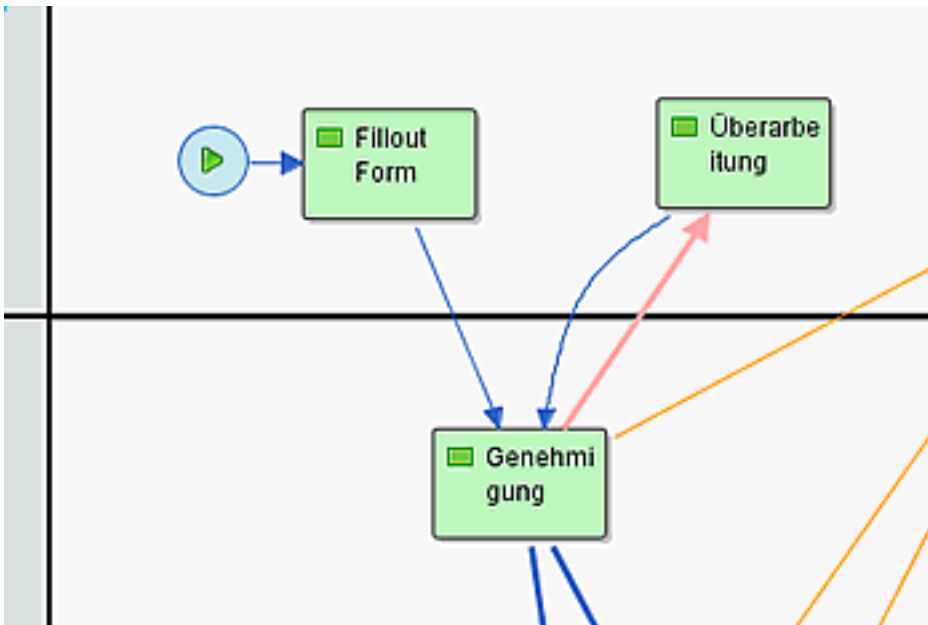 Fillout
Form
Überarbe
itung
Genehmi
gung